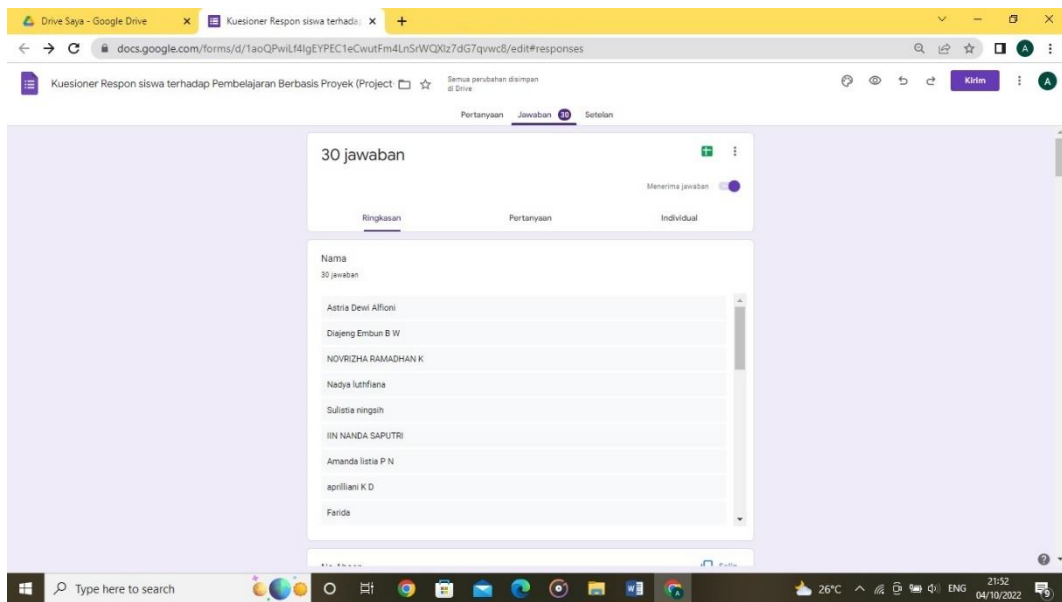 Drive Saya - Google Drive
Kuesioner Respon siswa terhadap
docs.google.com/forms/d/1aoQPwiLf4IgEYPEC1eCwutFm4LnSrWQXIz7dG7qvwc8/edit#responses
Kuesioner Respon siswa terhadap Pembelajaran Berbasis Proyek (Project
Semua perubahan disimpan
di Drive
Kirim
A
Pertanyaan Jawaban 30 Setelan
30 jawaban
Menerima jawaban
Ringkasan Pertanyaan Individual
Nama
30 jawaban
Astria Dewi Alfioni
Diajeng Embun B W
NOVRIZHA RAMADHAN K
Nadya luthfiana
Sulistia ningsih
IIN NANDA SAPUTRI
Amanda listia P N
aprilliani K D
Farida
Type here to search
26°C ENG 21:52
04/10/2022